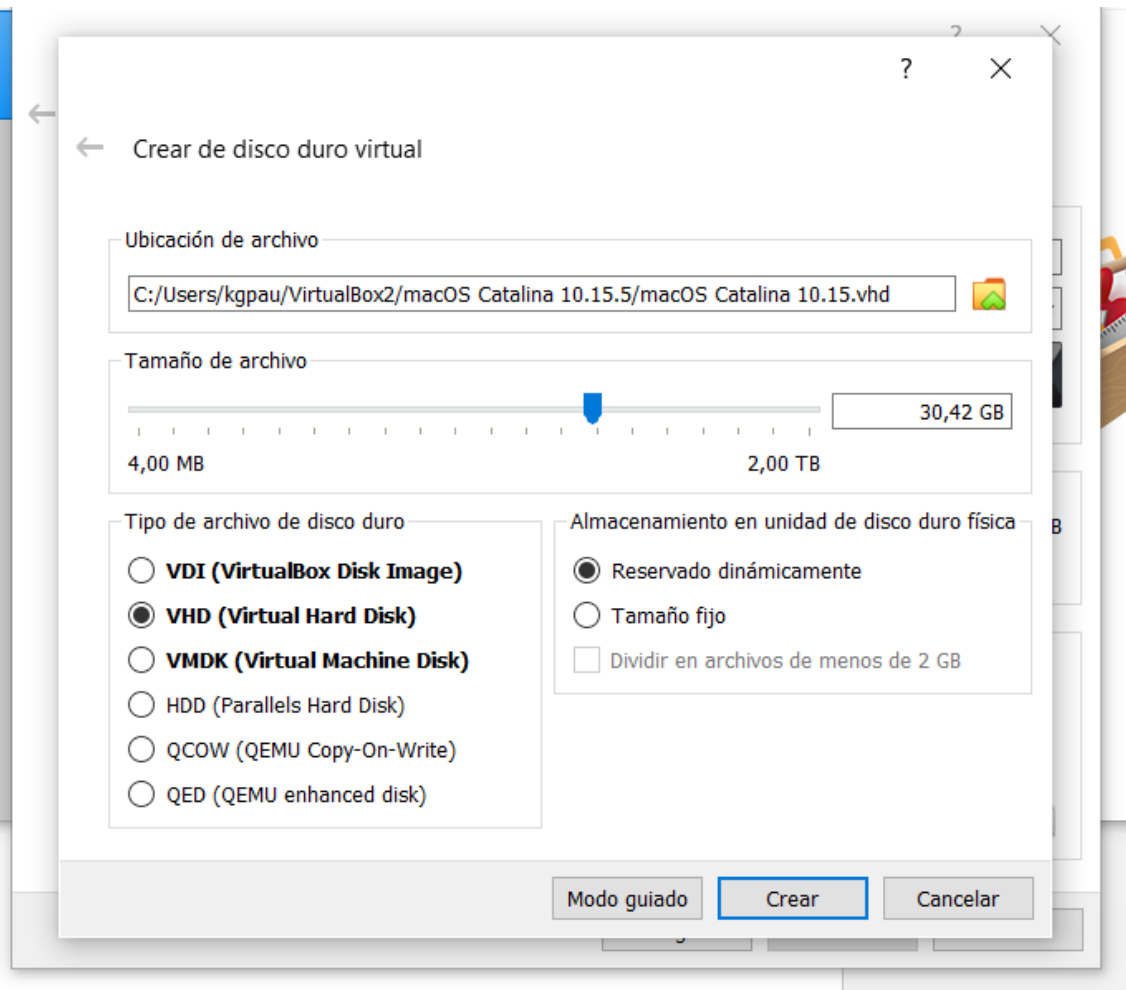 ?
Crear de disco duro virtual
Ubicación de archivo
C:/Users/kgpau/VirtualBox2/macOS Catalina 10.15.5/macOS Catalina 10.15.vhd
Tamaño de archivo
30,42 GB
4,00 MB 2,00 TB
Tipo de archivo de disco duro
VDI (VirtualBox Disk Image)
VHD (Virtual Hard Disk)
VMDK (Virtual Machine Disk)
HDD (Parallels Hard Disk)
QCOW (QEMU Copy-On-Write)
QED (QEMU enhanced disk)
Almacenamiento en unidad de disco duro física
Reservado dinámicamente
Tamaño fijo
Dividir en archivos de menos de 2 GB
B
Modo guiado Crear Cancelar